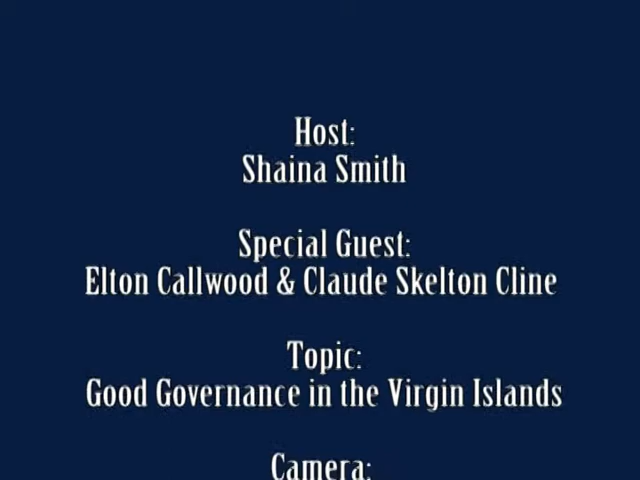 Host:
Shaina Smith
Special Guest:
Elton Callwood & Claude Skelton Cline
Topic:
Good Governance in the Virgin Islands
Camera: